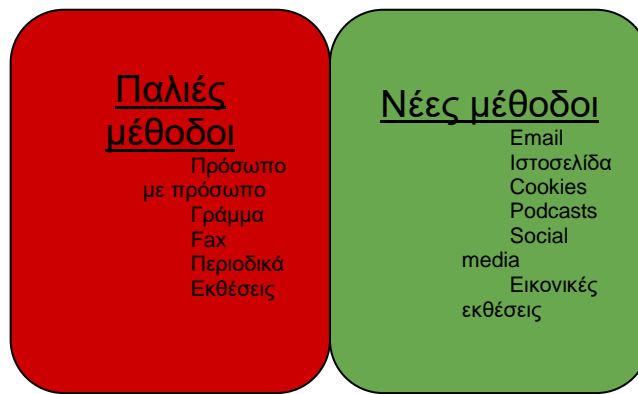 Παλιές
μέθοδοι
Πρόσωπο
με πρόσωπο
Γράμμα
Fax
Περιοδικά
Εκθέσεις
Νέες μέθοδοι
Email
Ιστοσελίδα
Cookies
Podcasts
Social
media
Εικονικές
εκθέσεις